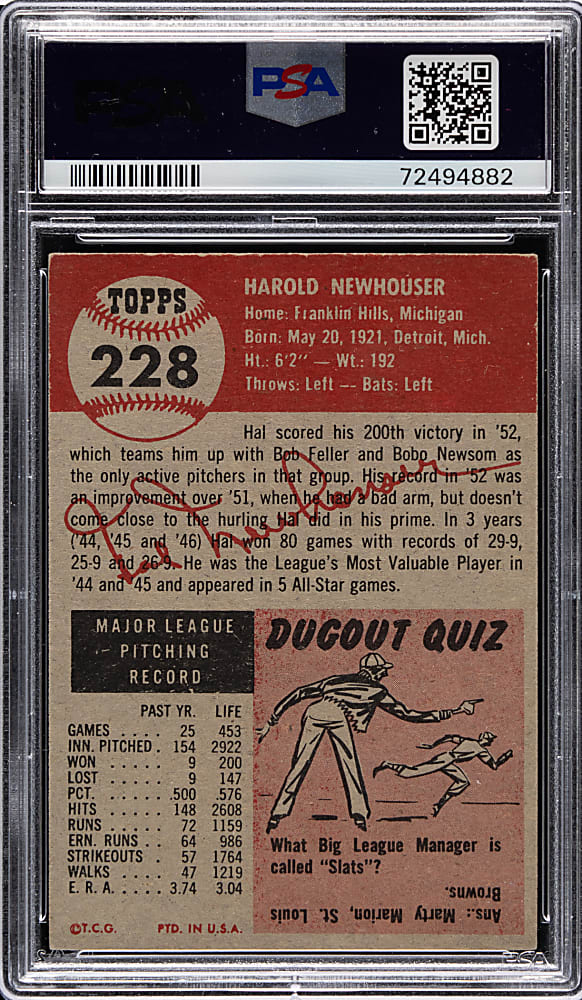 PSA
PSA
72494882
TOPPS
228
HAROLD NEWHOUSER
Home: Franklin Hills, Michigan
Born: May 20, 1921, Detroit, Mich.
Ht.: 6'2" — Wt.: 192
Throws: Left -- Bats: Left
Hal scored his 200th victory in '52,
which teams him up with Bob Feller and Bobo Newsom as
the only active pitchers in that group. His record in '52 was
an improvement over '51, when he had a bad arm, but doesn't
come close to the hurling Hal did in his prime. In 3 years
('44, '45 and '46) Hal won 80 games with records of 29-9,
25-9 and 26-9. He was the League's Most Valuable Player in
'44 and '45 and appeared in 5 All-Star games.
Hal Newhouser
MAJOR LEAGUE
PITCHING
RECORD
PAST YR. LIFE
GAMES .... 25 453
INN. PITCHED . 154 2922
WON ..... 9 200
LOST ..... 9 147
PCT. ..... .500 .576
HITS ..... 148 2608
RUNS ..... 72 1159
ERN. RUNS .. 64 986
STRIKEOUTS . 57 1764
WALKS .... 47 1219
E. R. A. .... 3.74 3.04
©T.C.G. PTD. IN U.S.A.
DUGOUT QUIZ
What Big League Manager is
called "Slats"?
Ans.: Marty Marion, St. Louis
Browns.